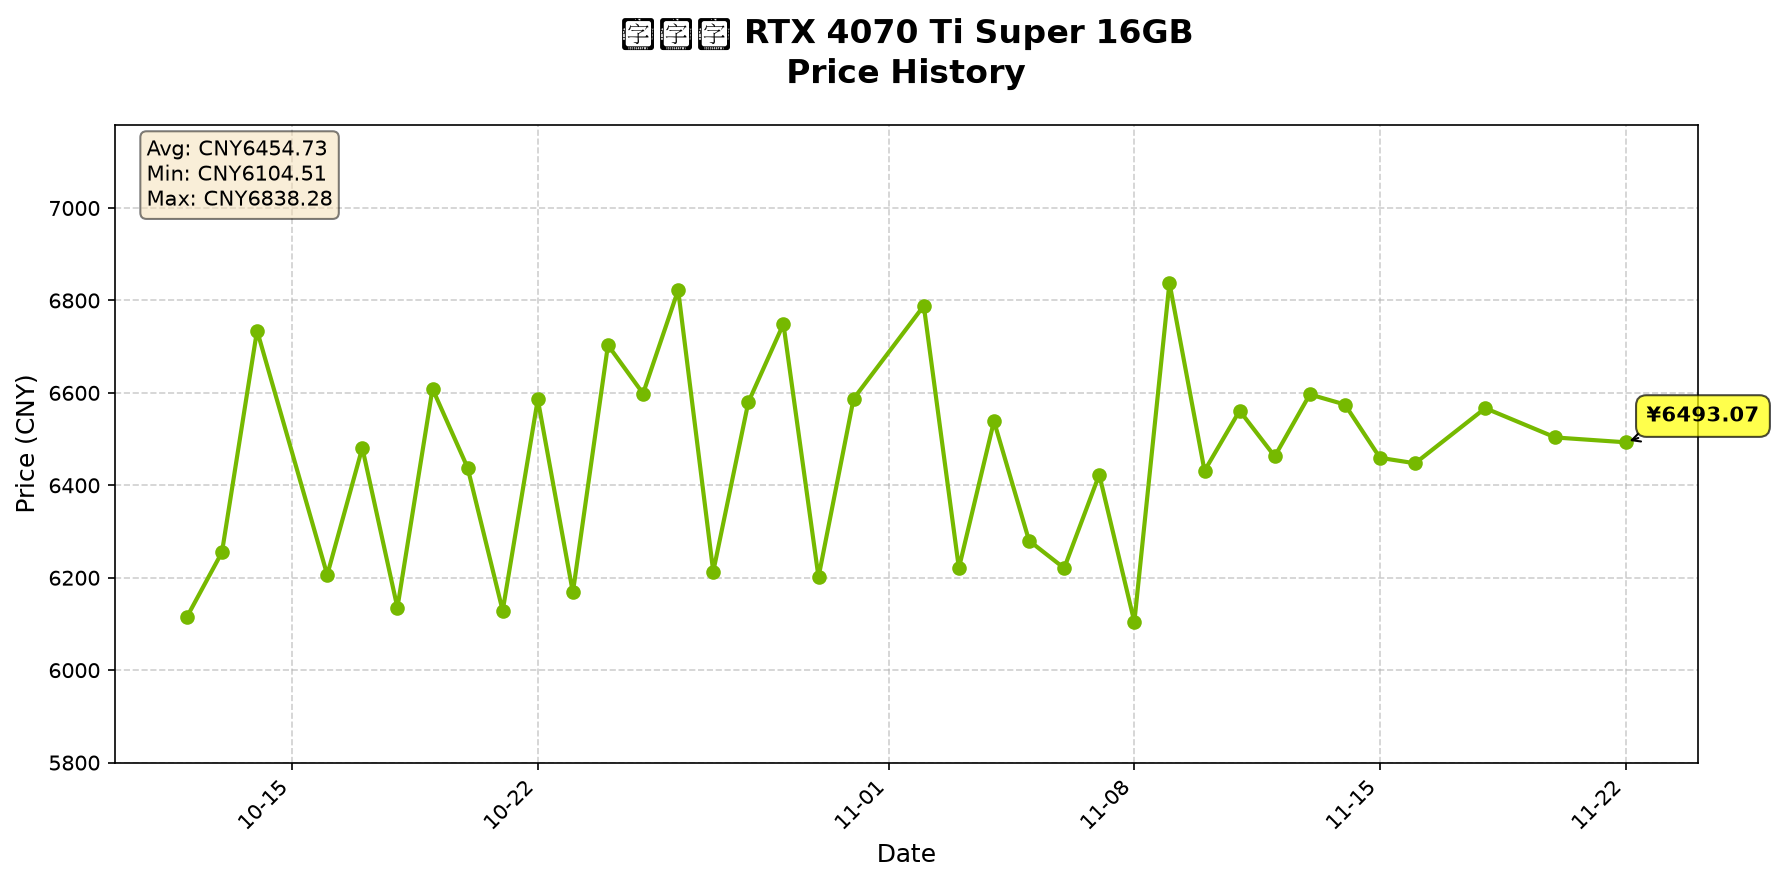 RTX 4070 Ti Super 16GB
Price History
Avg: CNY6454.73
Min: CNY6104.51
Max: CNY6838.28
Price (CNY)
7000
6800
6600
6400
6200
6000
5800
¥6493.07
10-15
10-22
11-01
11-08
11-15
11-22
Date